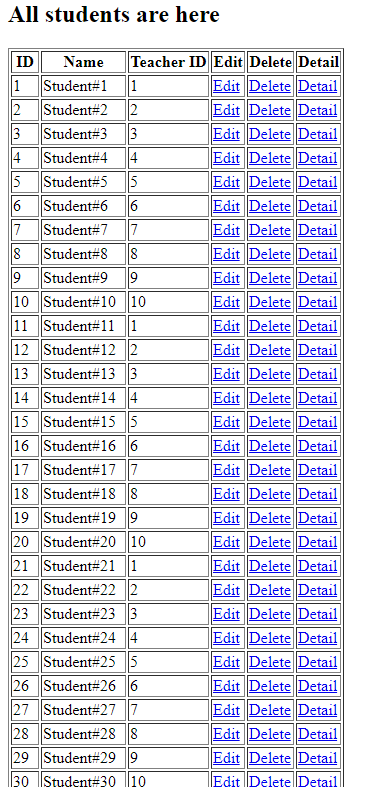 All students are here
ID Name Teacher ID Edit Delete Detail
1 Student#1 1 Edit Delete Detail
2 Student#2 2 Edit Delete Detail
3 Student#3 3 Edit Delete Detail
4 Student#4 4 Edit Delete Detail
5 Student#5 5 Edit Delete Detail
6 Student#6 6 Edit Delete Detail
7 Student#7 7 Edit Delete Detail
8 Student#8 8 Edit Delete Detail
9 Student#9 9 Edit Delete Detail
10 Student#10 10 Edit Delete Detail
11 Student#11 1 Edit Delete Detail
12 Student#12 2 Edit Delete Detail
13 Student#13 3 Edit Delete Detail
14 Student#14 4 Edit Delete Detail
15 Student#15 5 Edit Delete Detail
16 Student#16 6 Edit Delete Detail
17 Student#17 7 Edit Delete Detail
18 Student#18 8 Edit Delete Detail
19 Student#19 9 Edit Delete Detail
20 Student#20 10 Edit Delete Detail
21 Student#21 1 Edit Delete Detail
22 Student#22 2 Edit Delete Detail
23 Student#23 3 Edit Delete Detail
24 Student#24 4 Edit Delete Detail
25 Student#25 5 Edit Delete Detail
26 Student#26 6 Edit Delete Detail
27 Student#27 7 Edit Delete Detail
28 Student#28 8 Edit Delete Detail
29 Student#29 9 Edit Delete Detail
30 Student#30 10 Edit Delete Detail